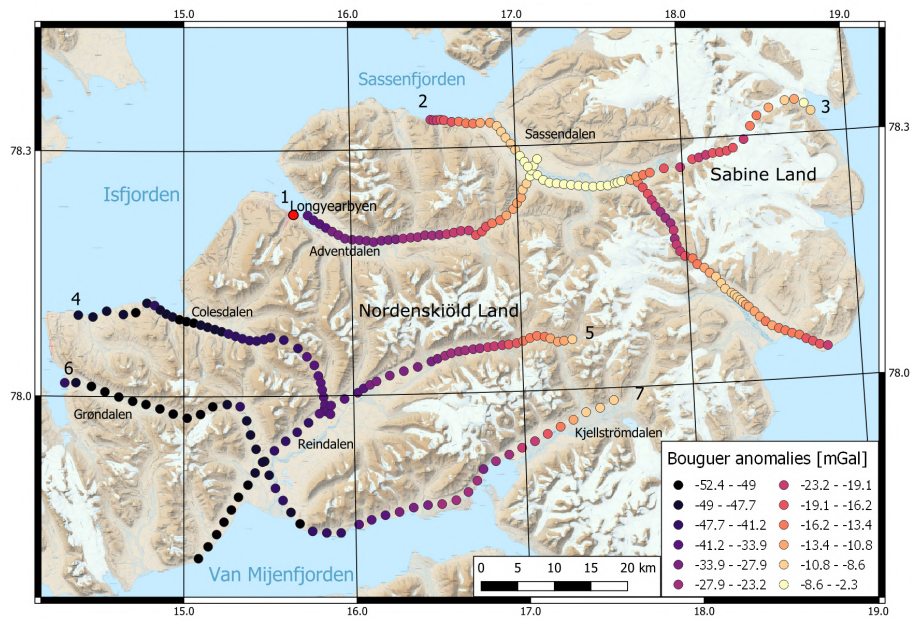 15.0 16.0 17.0 18.0 19.0
Sassenfjorden
2
3
78.3
Sassendalen
78.3
Sabine Land
Isfjorden
1
Longyearbyen
Adventdalen
4
Colesdalen
Nordenskiöld Land
5
6
78.0
78.0
7
Grøndalen
Reindalen
Kjellströmdalen
Van Mijenfjorden
0 5 10 15 20 km
Bouguer anomalies [mGal]
-52.4 - -49
-49 - -47.7
-47.7 - -41.2
-41.2 - -33.9
-33.9 - -27.9
-27.9 - -23.2
-23.2 - -19.1
-19.1 - -16.2
-16.2 - -13.4
-13.4 - -10.8
-10.8 - -8.6
-8.6 - -2.3
15.0 16.0 17.0 18.0 19.0